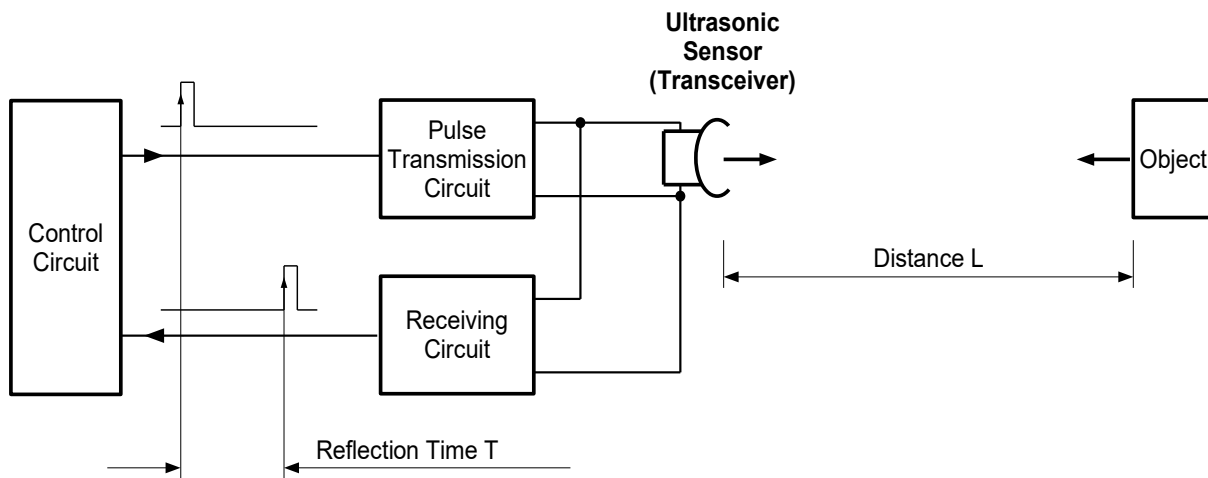 Ultrasonic
Sensor
(Transceiver)
Pulse
Transmission
Circuit
Object
Control
Circuit
Distance L
Receiving
Circuit
Reflection Time T